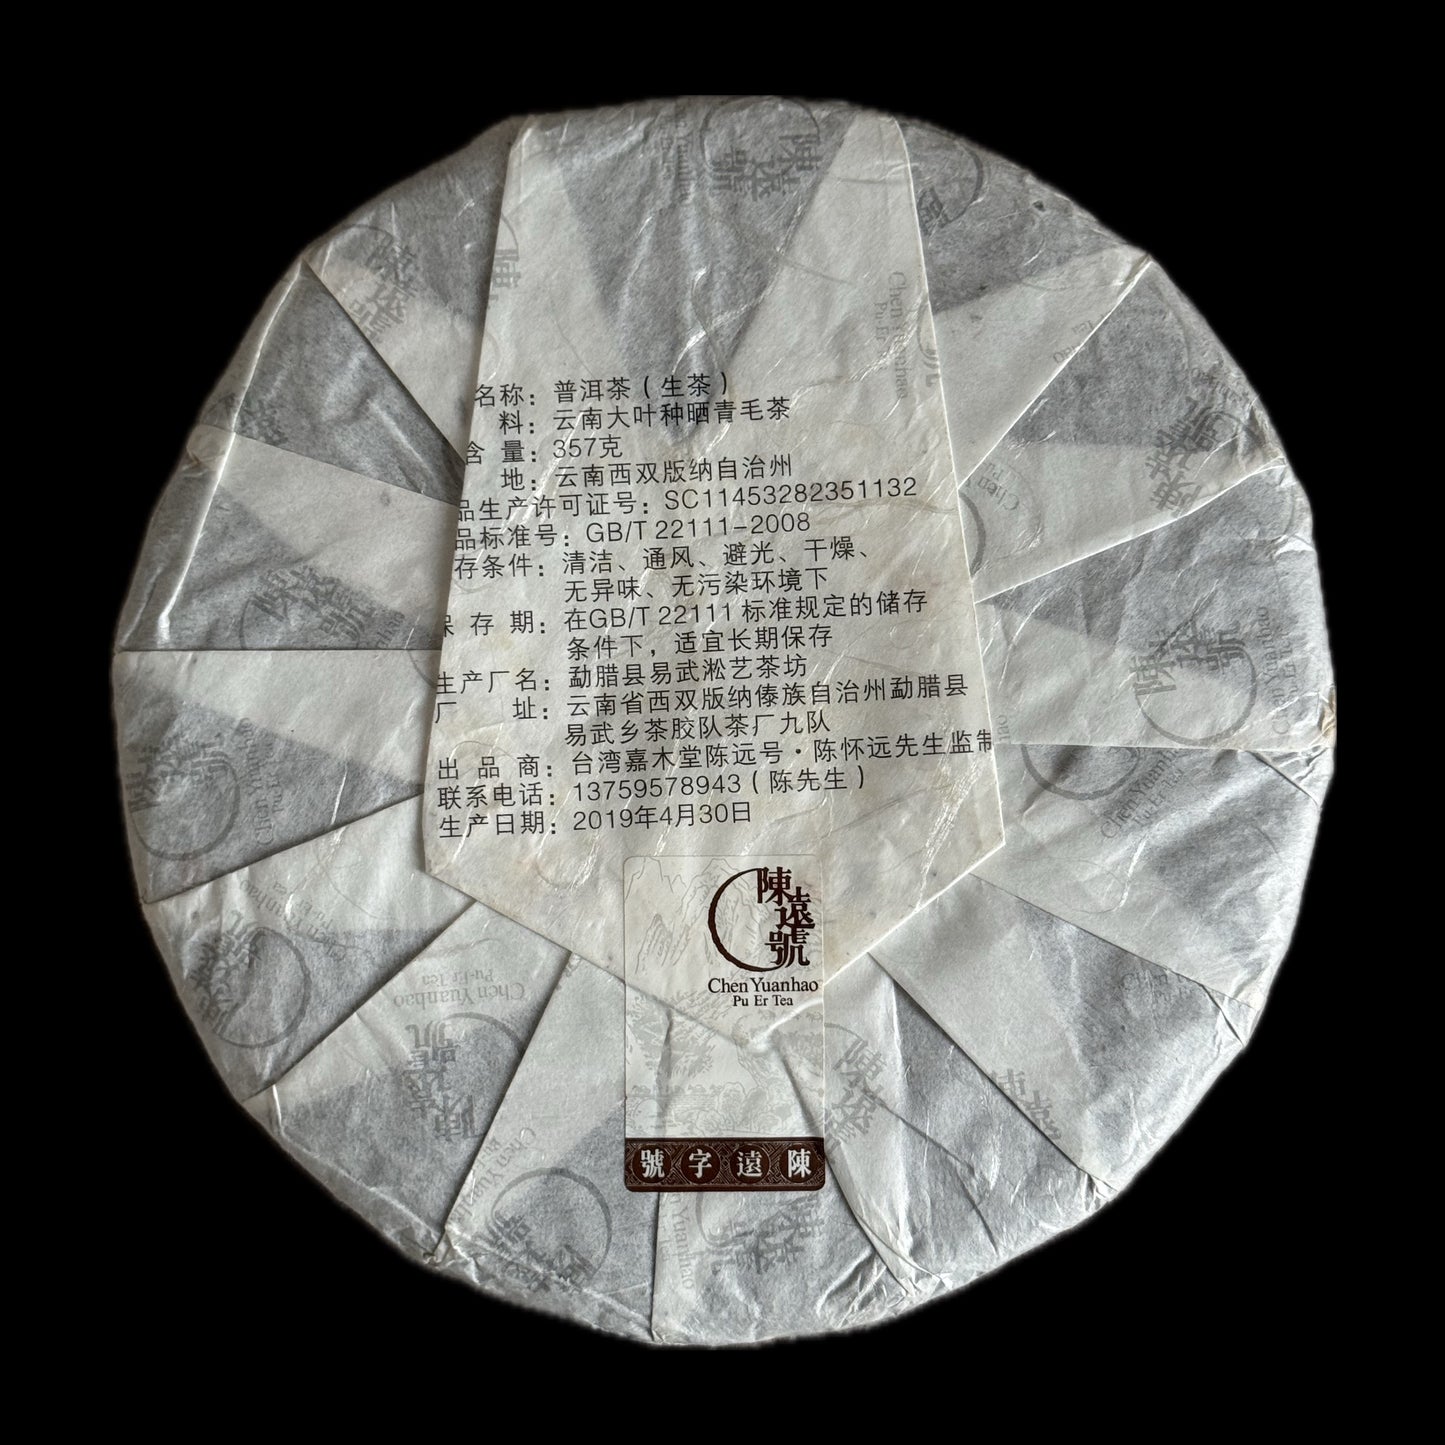 名称：普洱茶（生茶）
料：云南大叶种晒青毛茶
含 量：357克
地：云南西双版纳自治州
品生产许可证号：SC11453282351132
品标准号：GB/T 22111-2008
存条件：清洁、通风、避光、干燥、
无异味、无污染环境下
保 存 期：在GB/T 22111 标准规定的储存
条件下，适宜长期保存
生产厂名：勐腊县易武淞艺茶坊
厂 址：云南省西双版纳傣族自治州勐腊县
易武乡茶胶队茶厂九队
出 品 商：台湾嘉木堂陈远号·陈怀远先生监制
联系电话：13759578943（陈先生）
生产日期：2019年4月30日
陳遠號
Chen Yuanhao
Pu Er Tea
號字遠陳